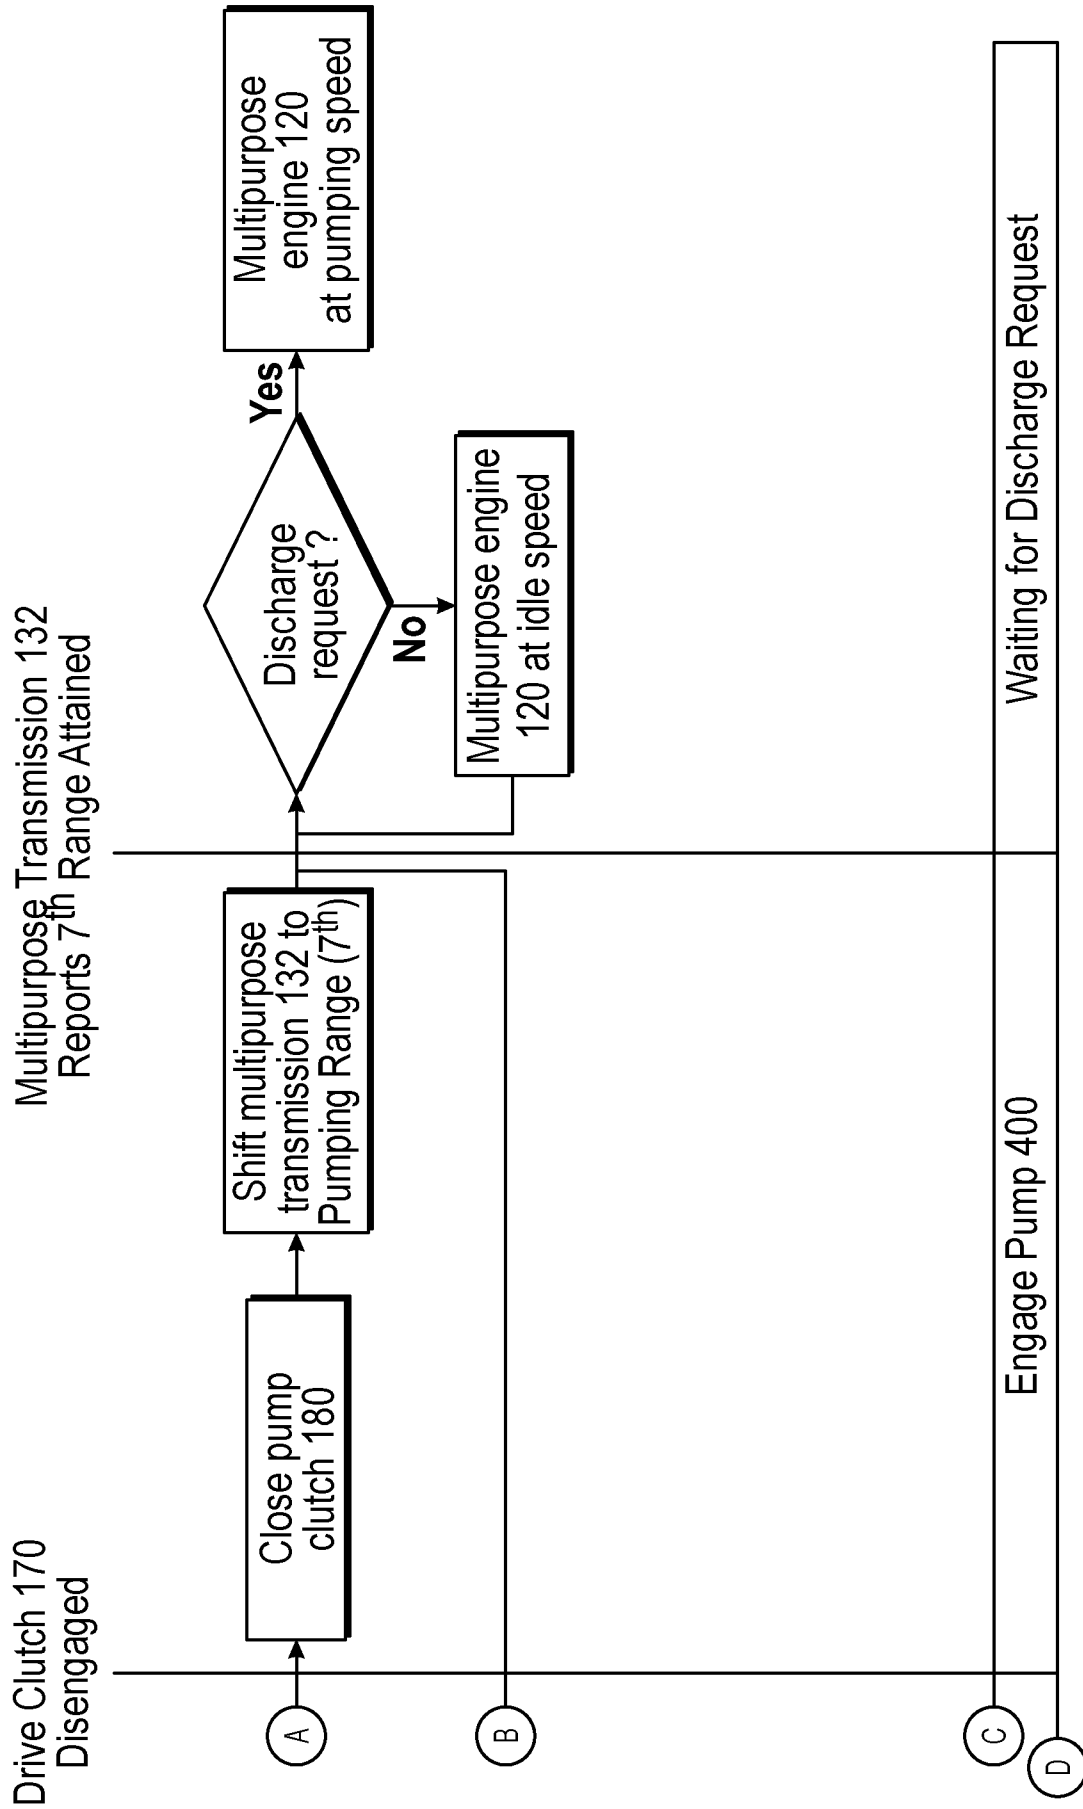 Drive Clutch 170
Disengaged
Multipurpose Transmission 132
Reports 7th Range Attained
A
Close pump
clutch 180
Shift multipurpose
transmission 132 to
Pumping Range (7th)
Discharge
request ?
Yes
Multipurpose
engine 120
at pumping speed
No
Multipurpose engine
120 at idle speed
B
C
D
Engage Pump 400
Waiting for Discharge Request